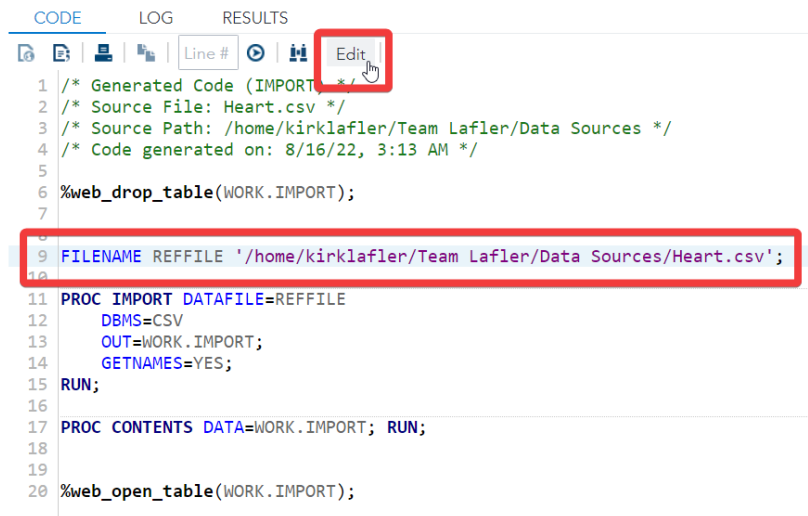 CODE LOG RESULTS
Line # Edit
1 /* Generated Code (IMPORT) */
2 /* Source File: Heart.csv */
3 /* Source Path: /home/kirklafler/Team Lafler/Data Sources */
4 /* Code generated on: 8/16/22, 3:13 AM */
5
6 %web_drop_table(WORK.IMPORT);
7
8
9 FILENAME REFFILE '/home/kirklafler/Team Lafler/Data Sources/Heart.csv';
10
11 PROC IMPORT DATAFILE=REFFILE
12 DBMS=CSV
13 OUT=WORK.IMPORT;
14 GETNAMES=YES;
15 RUN;
16
17 PROC CONTENTS DATA=WORK.IMPORT; RUN;
18
19
20 %web_open_table(WORK.IMPORT);